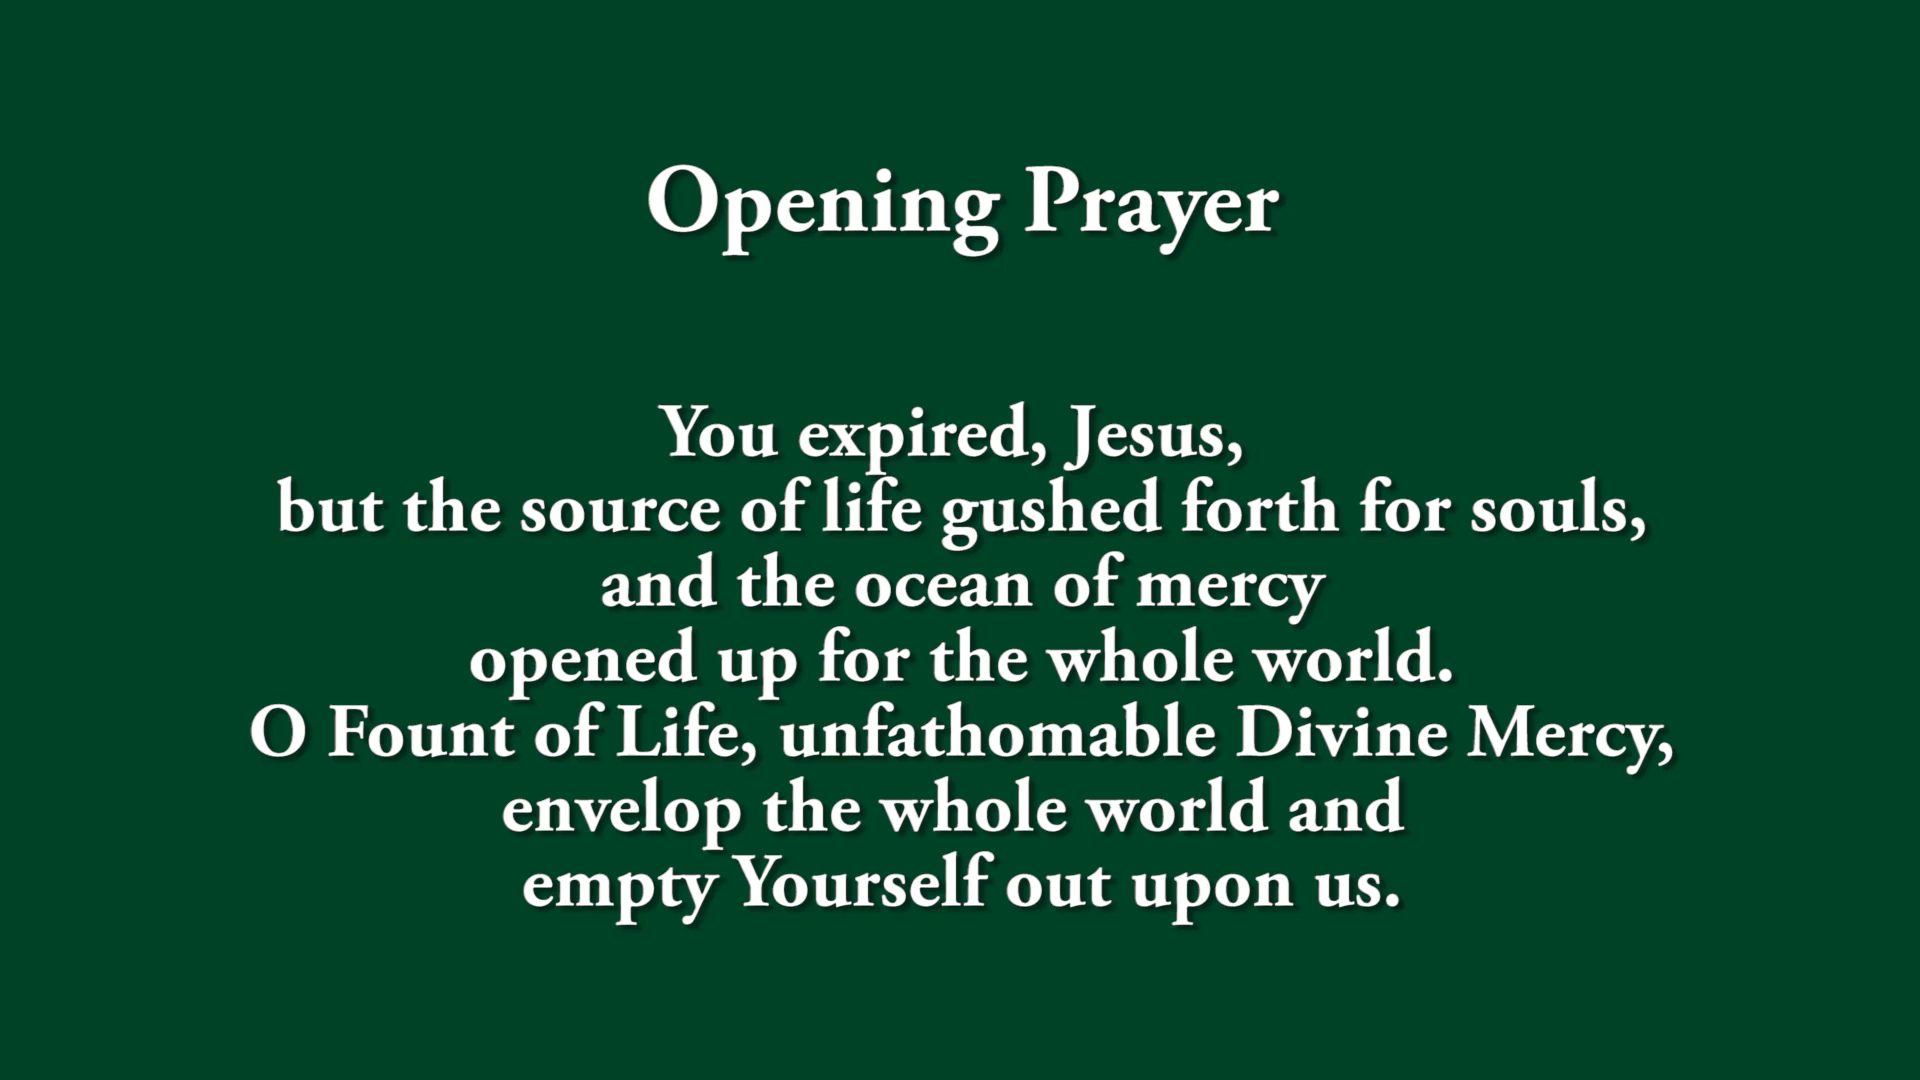 Opening Prayer
You expired, Jesus,
but the source of life gushed forth for souls,
and the ocean of mercy
opened up for the whole world.
O Fount of Life, unfathomable Divine Mercy,
envelop the whole world and
empty Yourself out upon us.